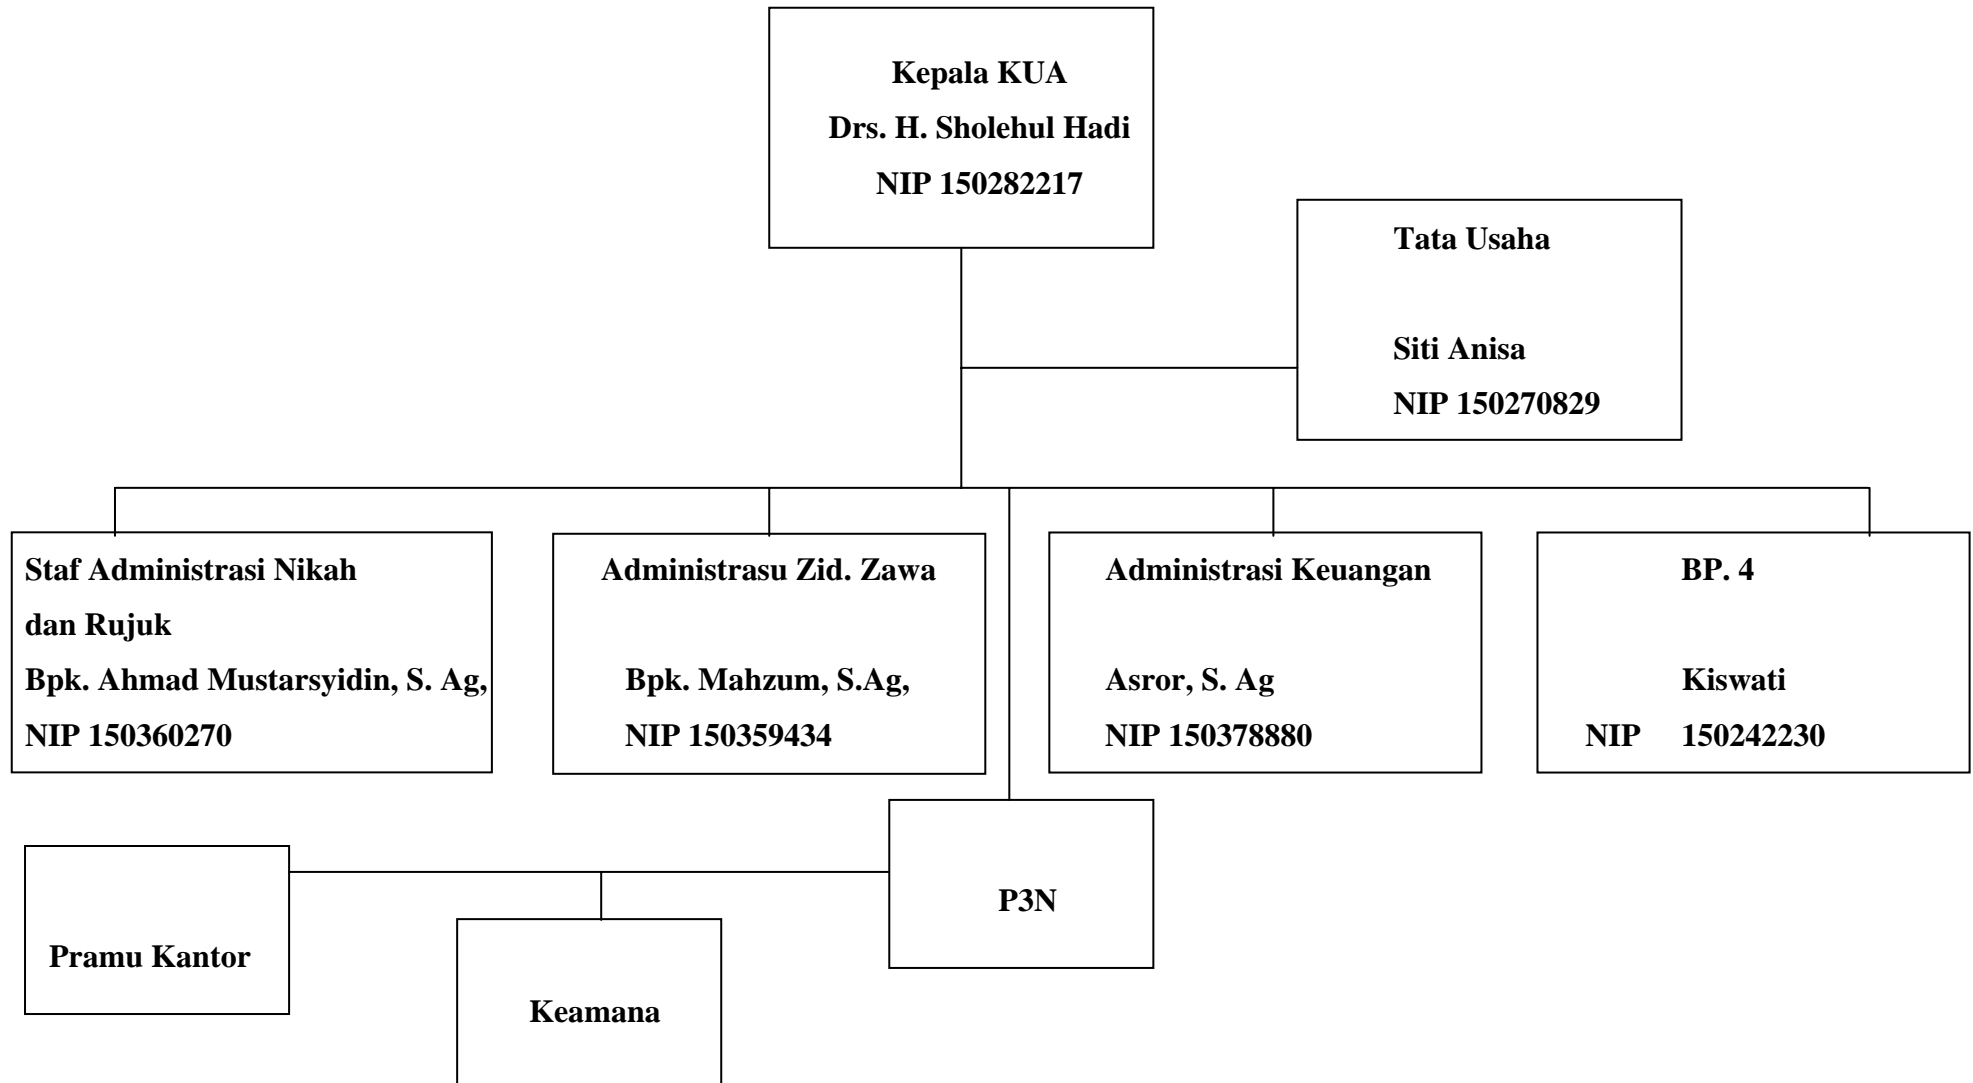 Kepala KUA
Drs. H. Sholehul Hadi
NIP 150282217
Tata Usaha
Siti Anisa
NIP 150270829
Staf Administrasi Nikah
dan Rujuk
Bpk. Ahmad Mustarsyidin, S. Ag,
NIP 150360270
Administrasu Zid. Zawa
Bpk. Mahzum, S.Ag,
NIP 150359434
Administrasi Keuangan
Asror, S. Ag
NIP 150378880
BP. 4
Kiswati
NIP 150242230
P3N
Pramu Kantor
Keamana